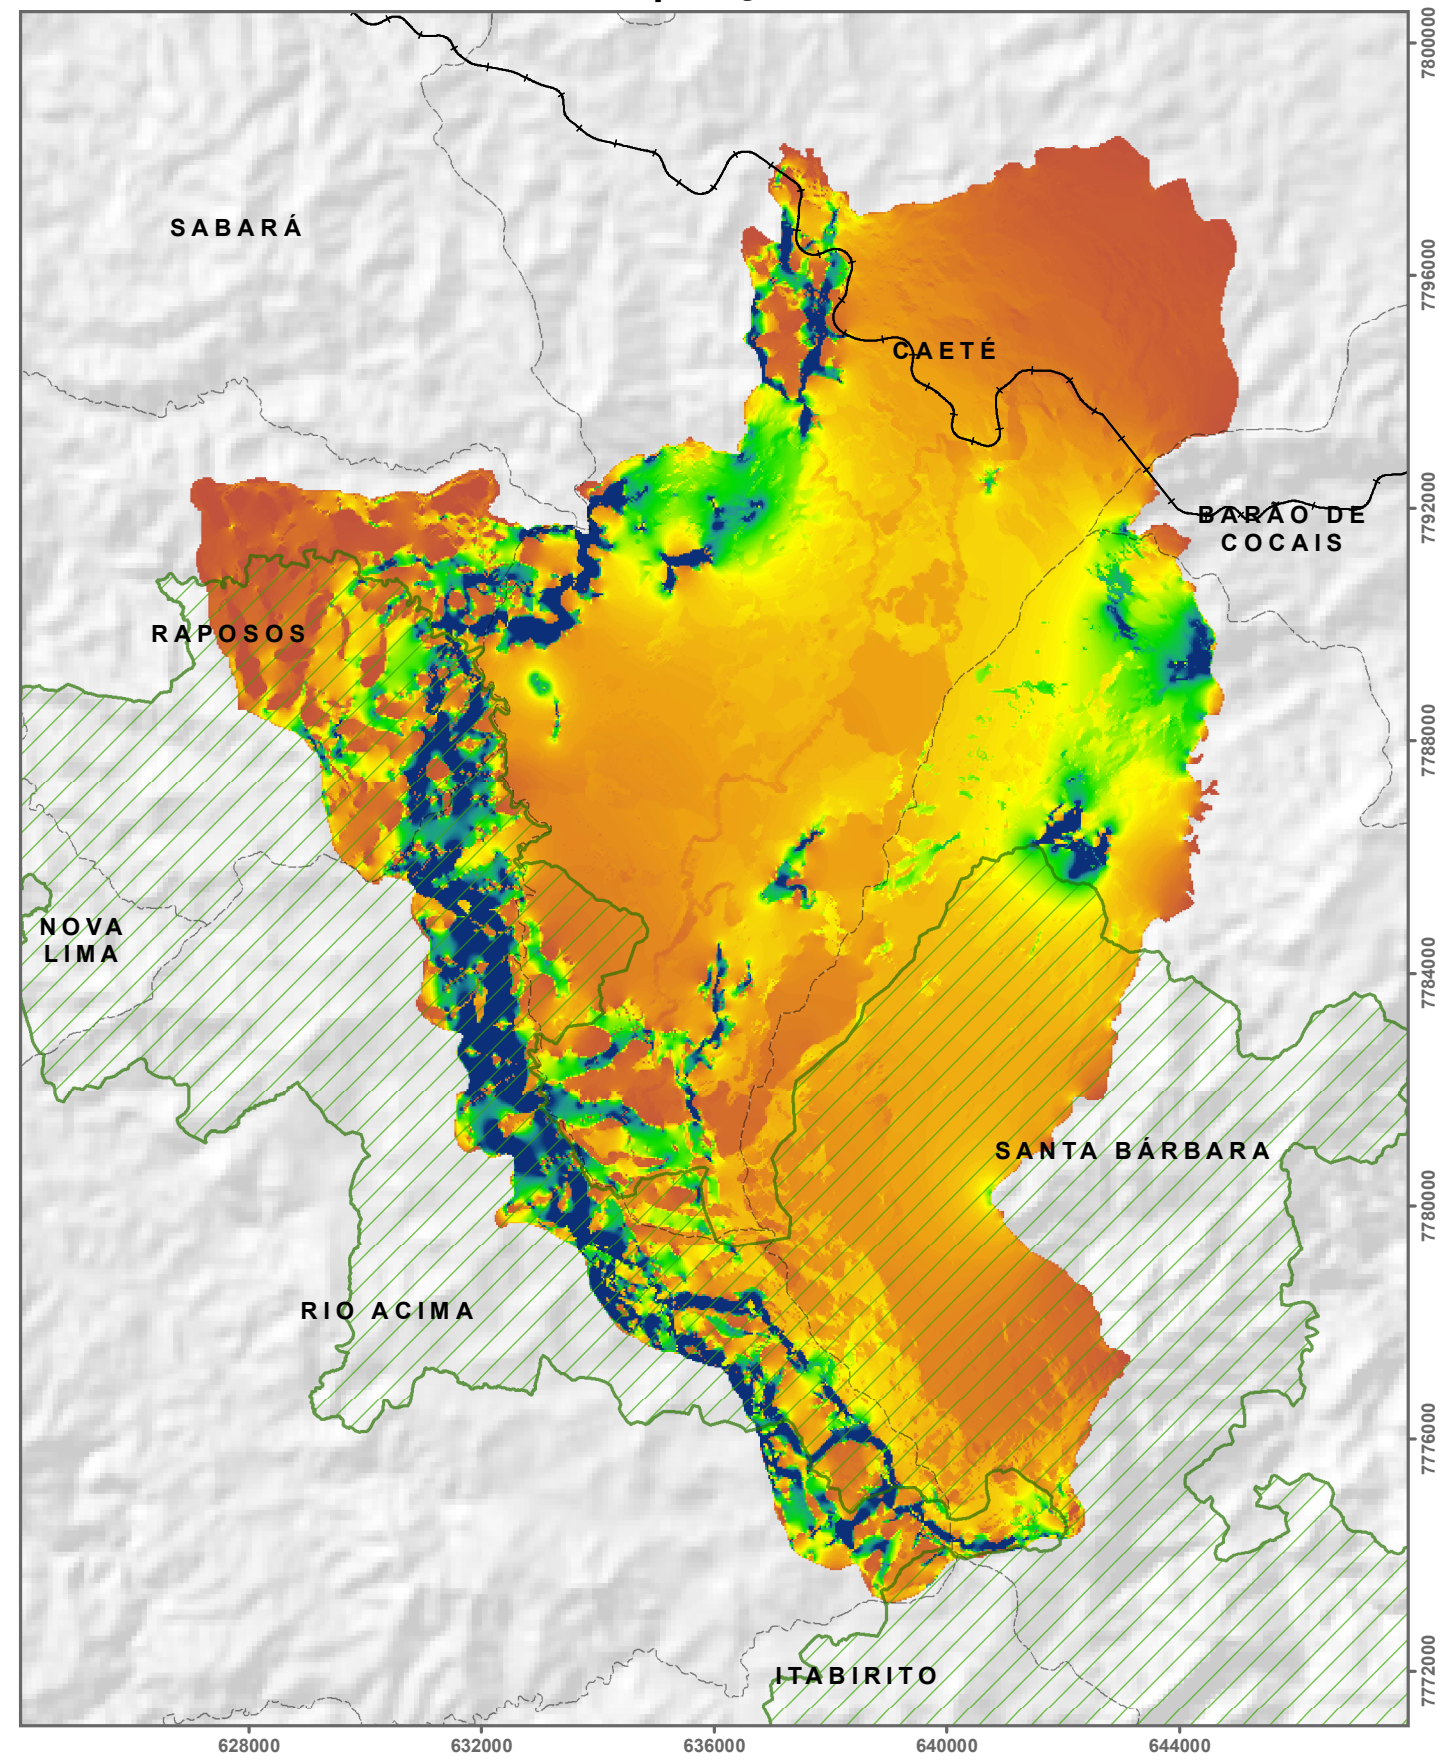 7800000
SABARÁ
7796000
CAETÉ
7792000
BARÃO DE
COCAIS
RAPOSOS
7788000
NOVA
LIMA
7784000
SANTA BÁRBARA
7780000
RIO ACIMA
7776000
ITABIRITO
7772000
628000
632000
636000
640000
644000